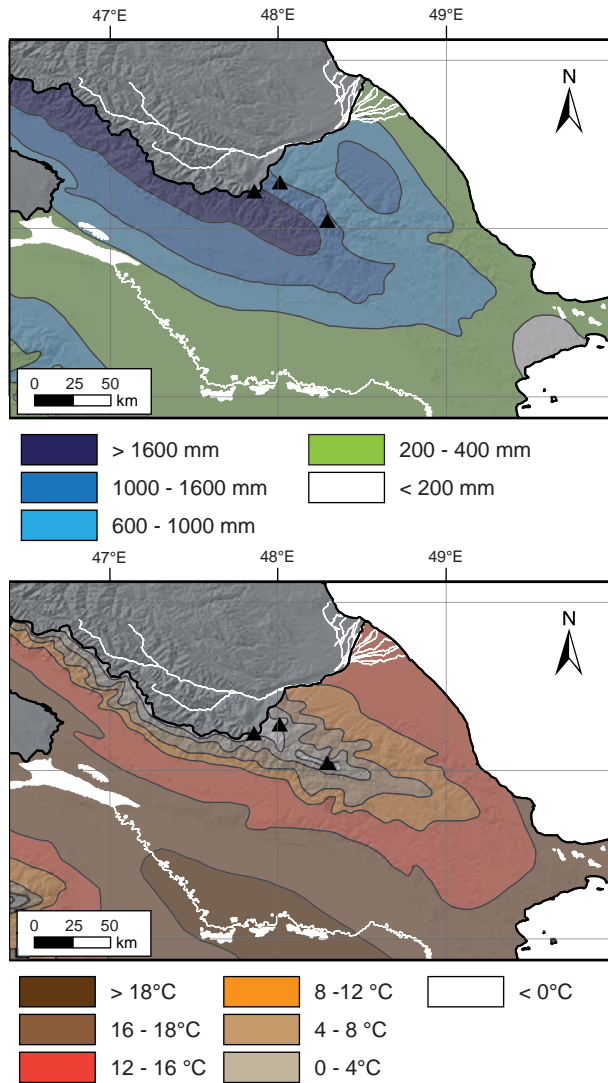 47°E 48°E 49°E
N
0 25 50
km
> 1600 mm 200 - 400 mm
1000 - 1600 mm < 200 mm
600 - 1000 mm
47°E 48°E 49°E
N
0 25 50
km
> 18°C 8 -12 °C < 0°C
16 - 18°C 4 - 8 °C
12 - 16 °C 0 - 4°C